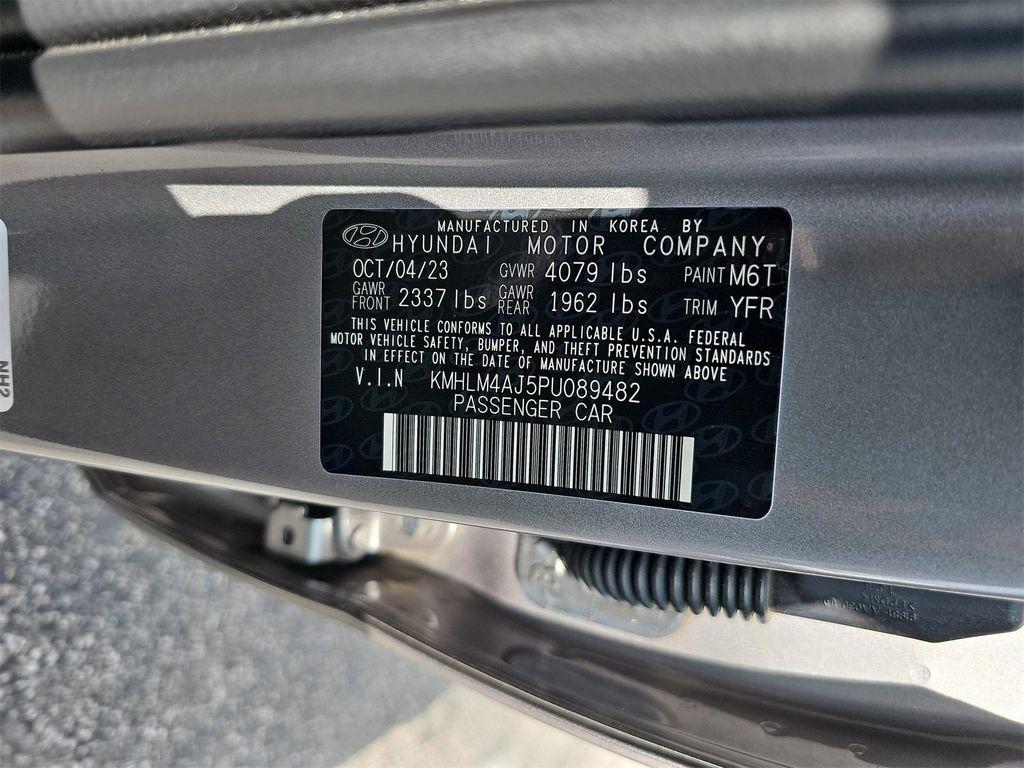 MANUFACTURED IN KOREA BY
HYUNDAI MOTOR COMPANY
OCT/04/23 GVWR 4079 lbs PAINT M6T
GAWR FRONT 2337 lbs GAWR REAR 1962 lbs TRIM YFR
THIS VEHICLE CONFORMS TO ALL APPLICABLE U.S.A. FEDERAL
MOTOR VEHICLE SAFETY, BUMPER, AND THEFT PREVENTION STANDARDS
IN EFFECT ON THE DATE OF MANUFACTURE SHOWN ABOVE
V.I.N KMHLM4AJ5PU089482
PASSENGER CAR
NH2